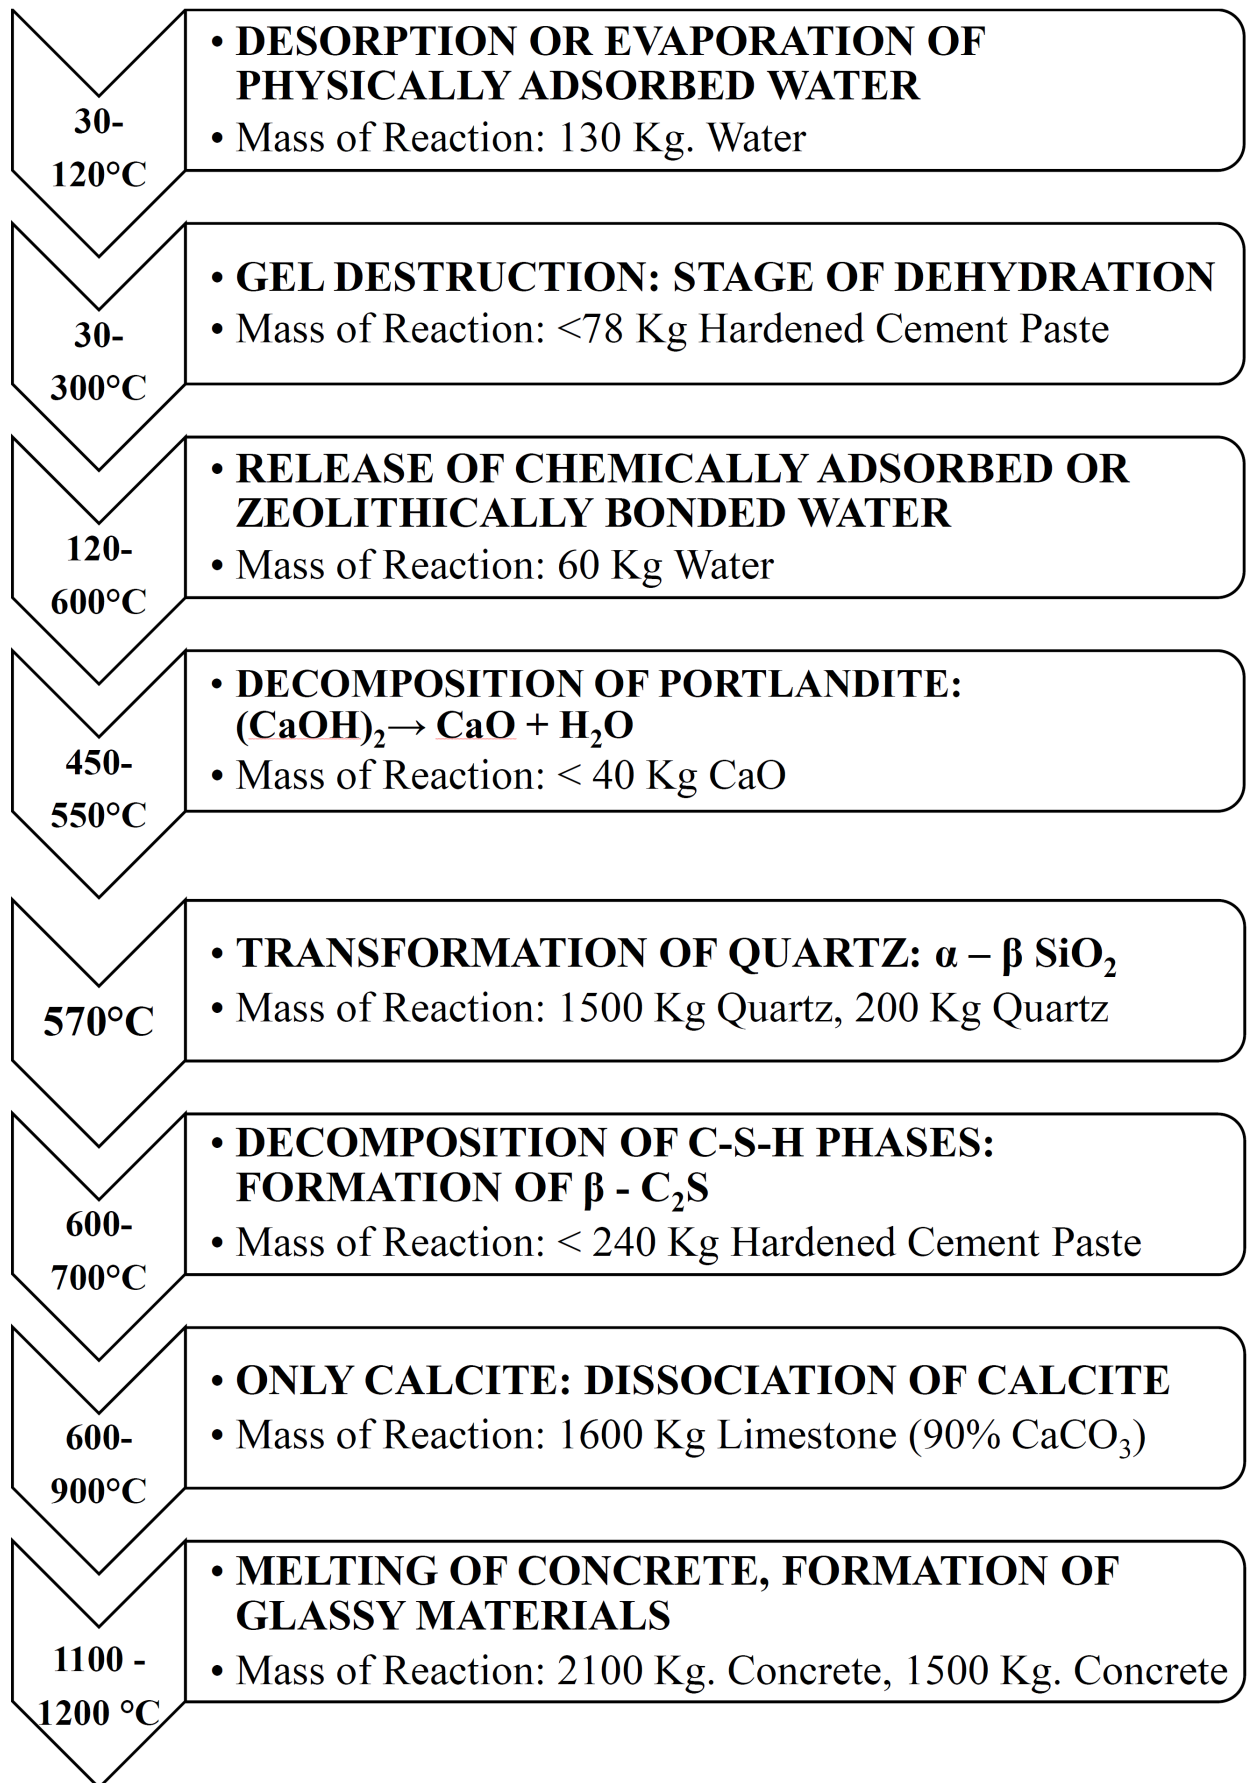 30-
120°C
• DESORPTION OR EVAPORATION OF
PHYSICALLY ADSORBED WATER
• Mass of Reaction: 130 Kg. Water
30-
300°C
• GEL DESTRUCTION: STAGE OF DEHYDRATION
• Mass of Reaction: <78 Kg Hardened Cement Paste
120-
600°C
• RELEASE OF CHEMICALLY ADSORBED OR
ZEOLITHICALLY BONDED WATER
• Mass of Reaction: 60 Kg Water
450-
550°C
• DECOMPOSITION OF PORTLANDITE:
(CaOH)₂→ CaO + H₂O
• Mass of Reaction: < 40 Kg CaO
570°C
• TRANSFORMATION OF QUARTZ: α – β SiO₂
• Mass of Reaction: 1500 Kg Quartz, 200 Kg Quartz
600-
700°C
• DECOMPOSITION OF C-S-H PHASES:
FORMATION OF β - C₂S
• Mass of Reaction: < 240 Kg Hardened Cement Paste
600-
900°C
• ONLY CALCITE: DISSOCIATION OF CALCITE
• Mass of Reaction: 1600 Kg Limestone (90% CaCO₃)
1100 -
1200 °C
• MELTING OF CONCRETE, FORMATION OF
GLASSY MATERIALS
• Mass of Reaction: 2100 Kg. Concrete, 1500 Kg. Concrete